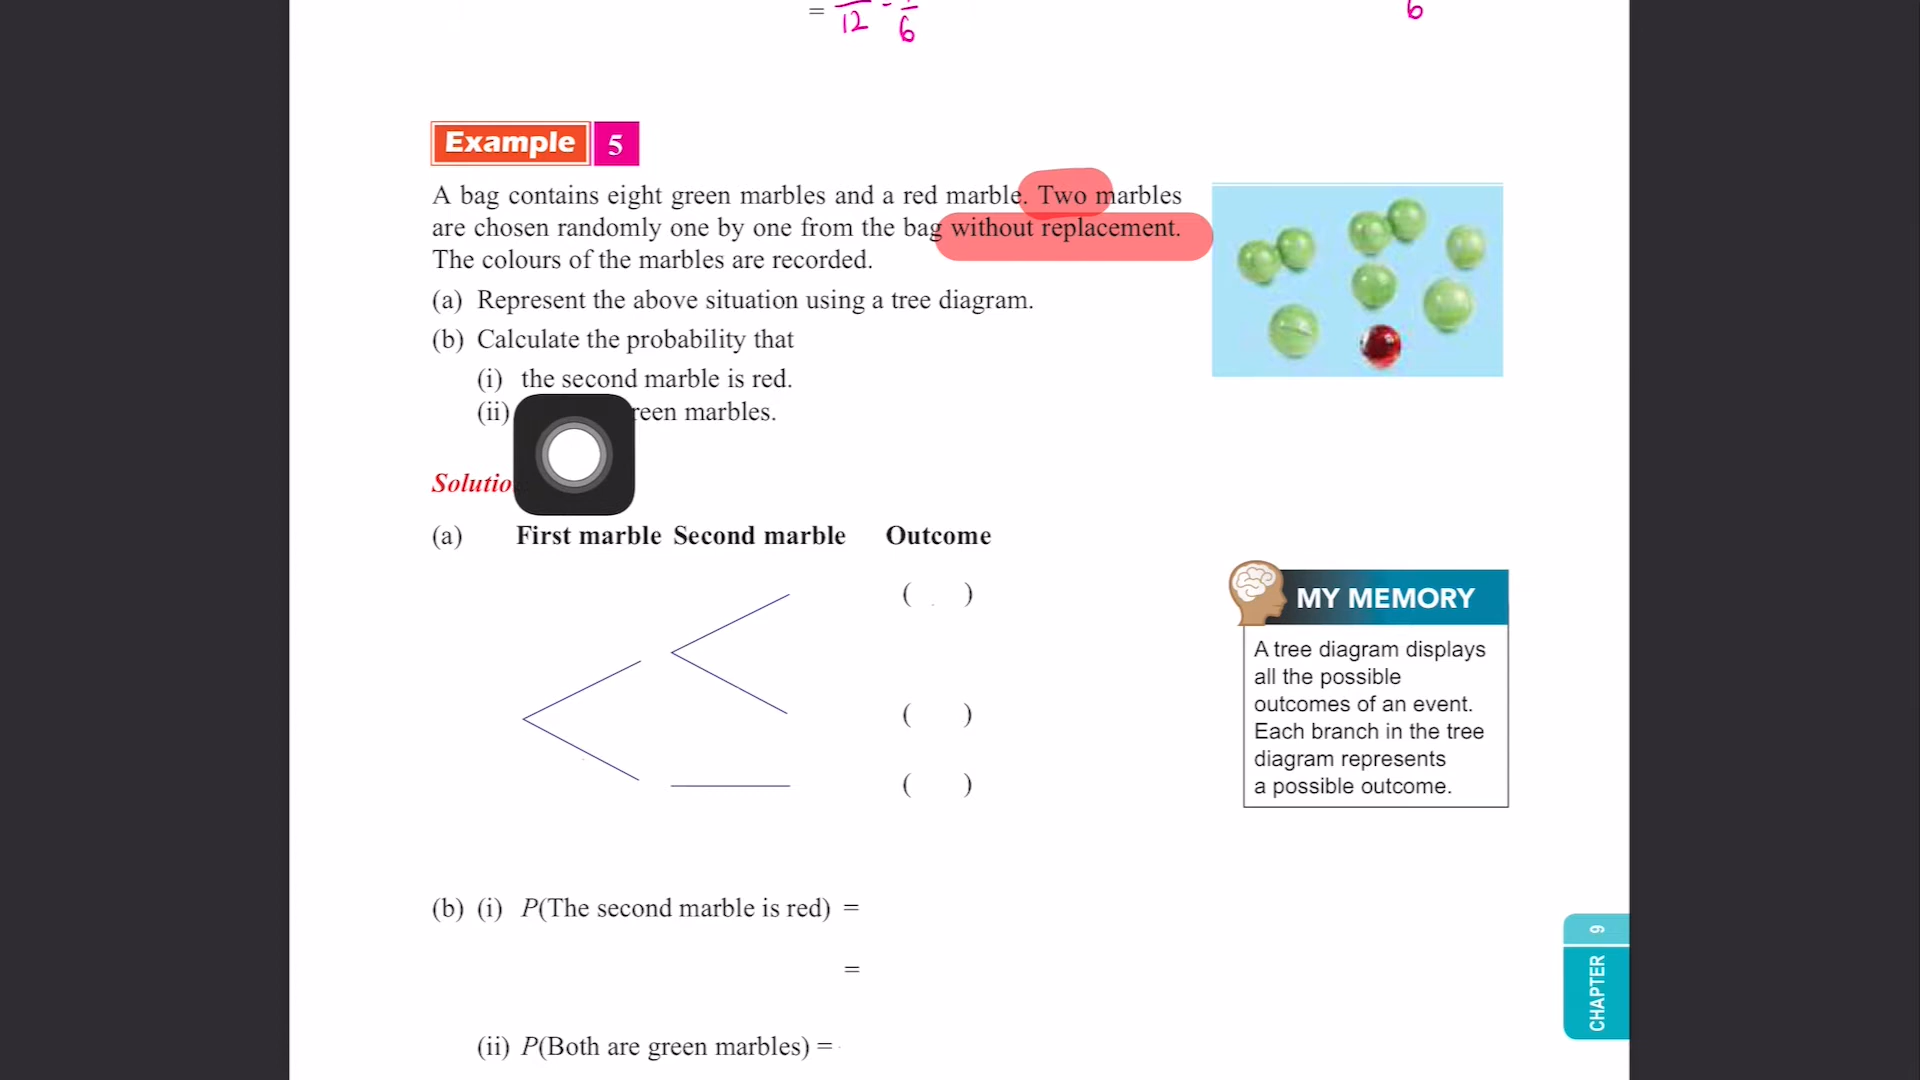 = 12 - 6
6
Example 5
A bag contains eight green marbles and a red marble. Two marbles
are chosen randomly one by one from the bag without replacement.
The colours of the marbles are recorded.
(a) Represent the above situation using a tree diagram.
(b) Calculate the probability that
(i) the second marble is red.
(ii) reen marbles.
Solutio
(a) First marble Second marble Outcome
( )
( )
( )
MY MEMORY
A tree diagram displays
all the possible
outcomes of an event.
Each branch in the tree
diagram represents
a possible outcome.
(b) (i) P(The second marble is red) =
=
(ii) P(Both are green marbles) =
CHAPTER 9